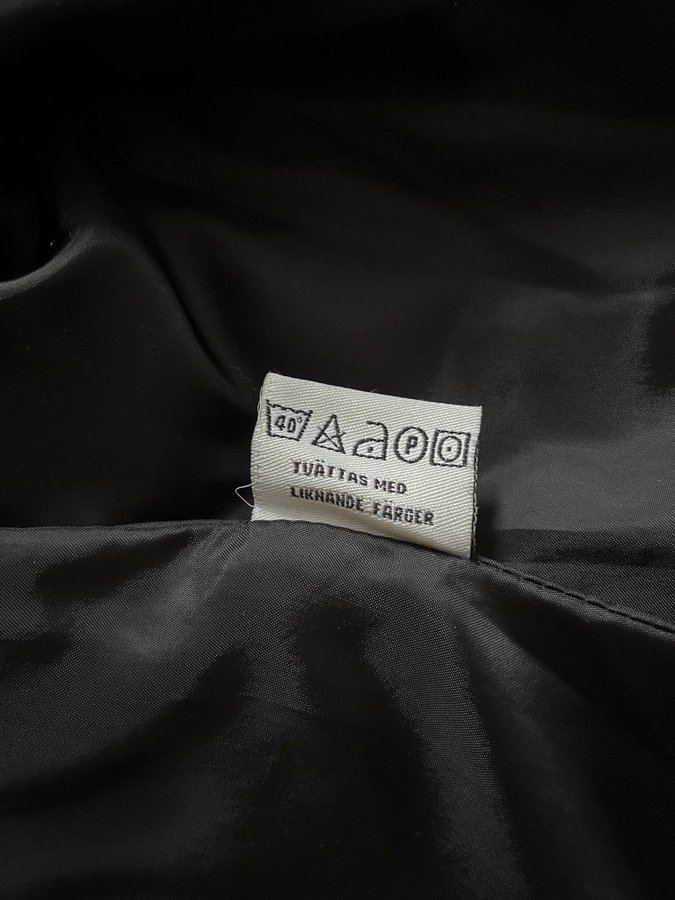 40° P
TVÄTTAS MED
LIKNANDE FÄRGER